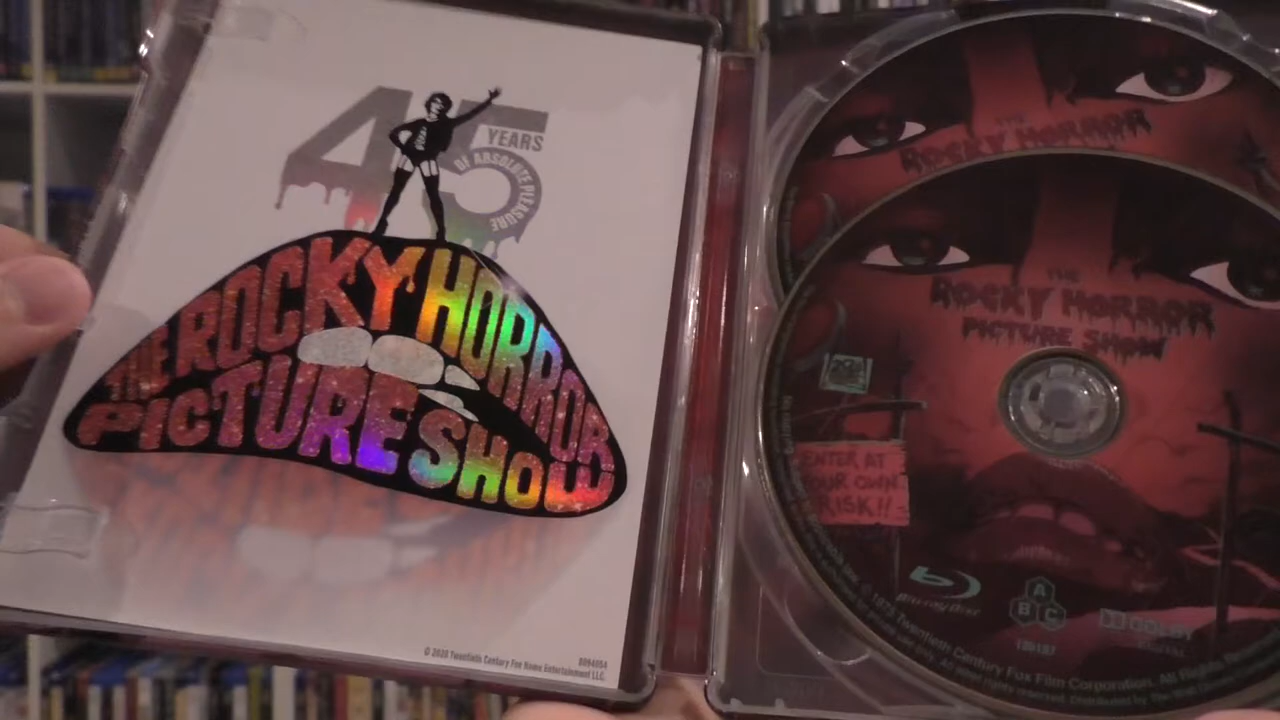 45
YEARS
OF ABSOLUTE PLEASURE
THE ROCKY HORROR
PICTURE SHOW
© 2020 Twentieth Century Fox Home Entertainment LLC.
THE
ROCKY HORROR
THE
ROCKY HORROR
PICTURE SHOW
ENTER AT
YOUR OWN
RISK!!
Blu-ray Disc
A
B C
DOLBY
© 1975 Twentieth Century Fox Film Corporation. All Rights